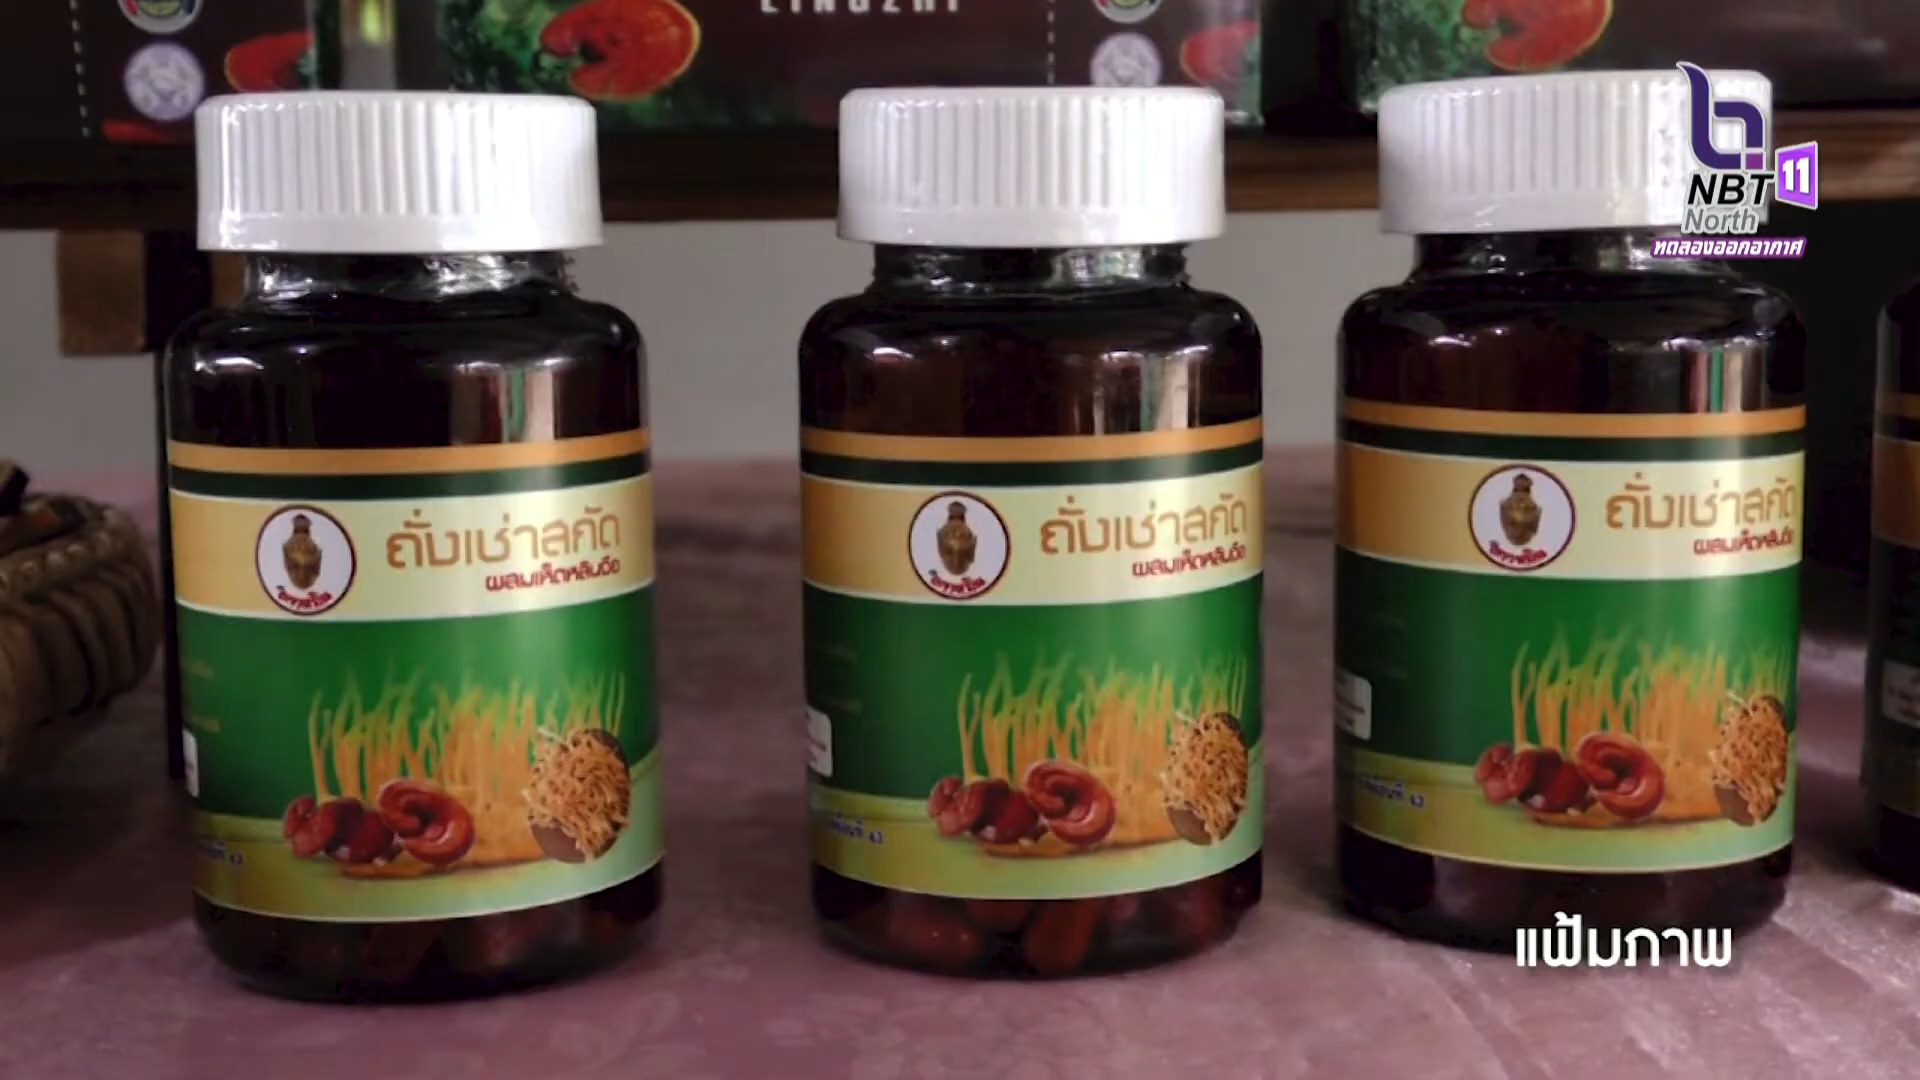 LINGZHI
NBT 11
North
ทดลองออกอากาศ
ถั่งเช่าสกัด
ผสมเห็ดหลินจือ
ถั่งเช่าสกัด
ผสมเห็ดหลินจือ
ถั่งเช่าสกัด
ผสมเห็ดหลินจือ
แฟ้มภาพ